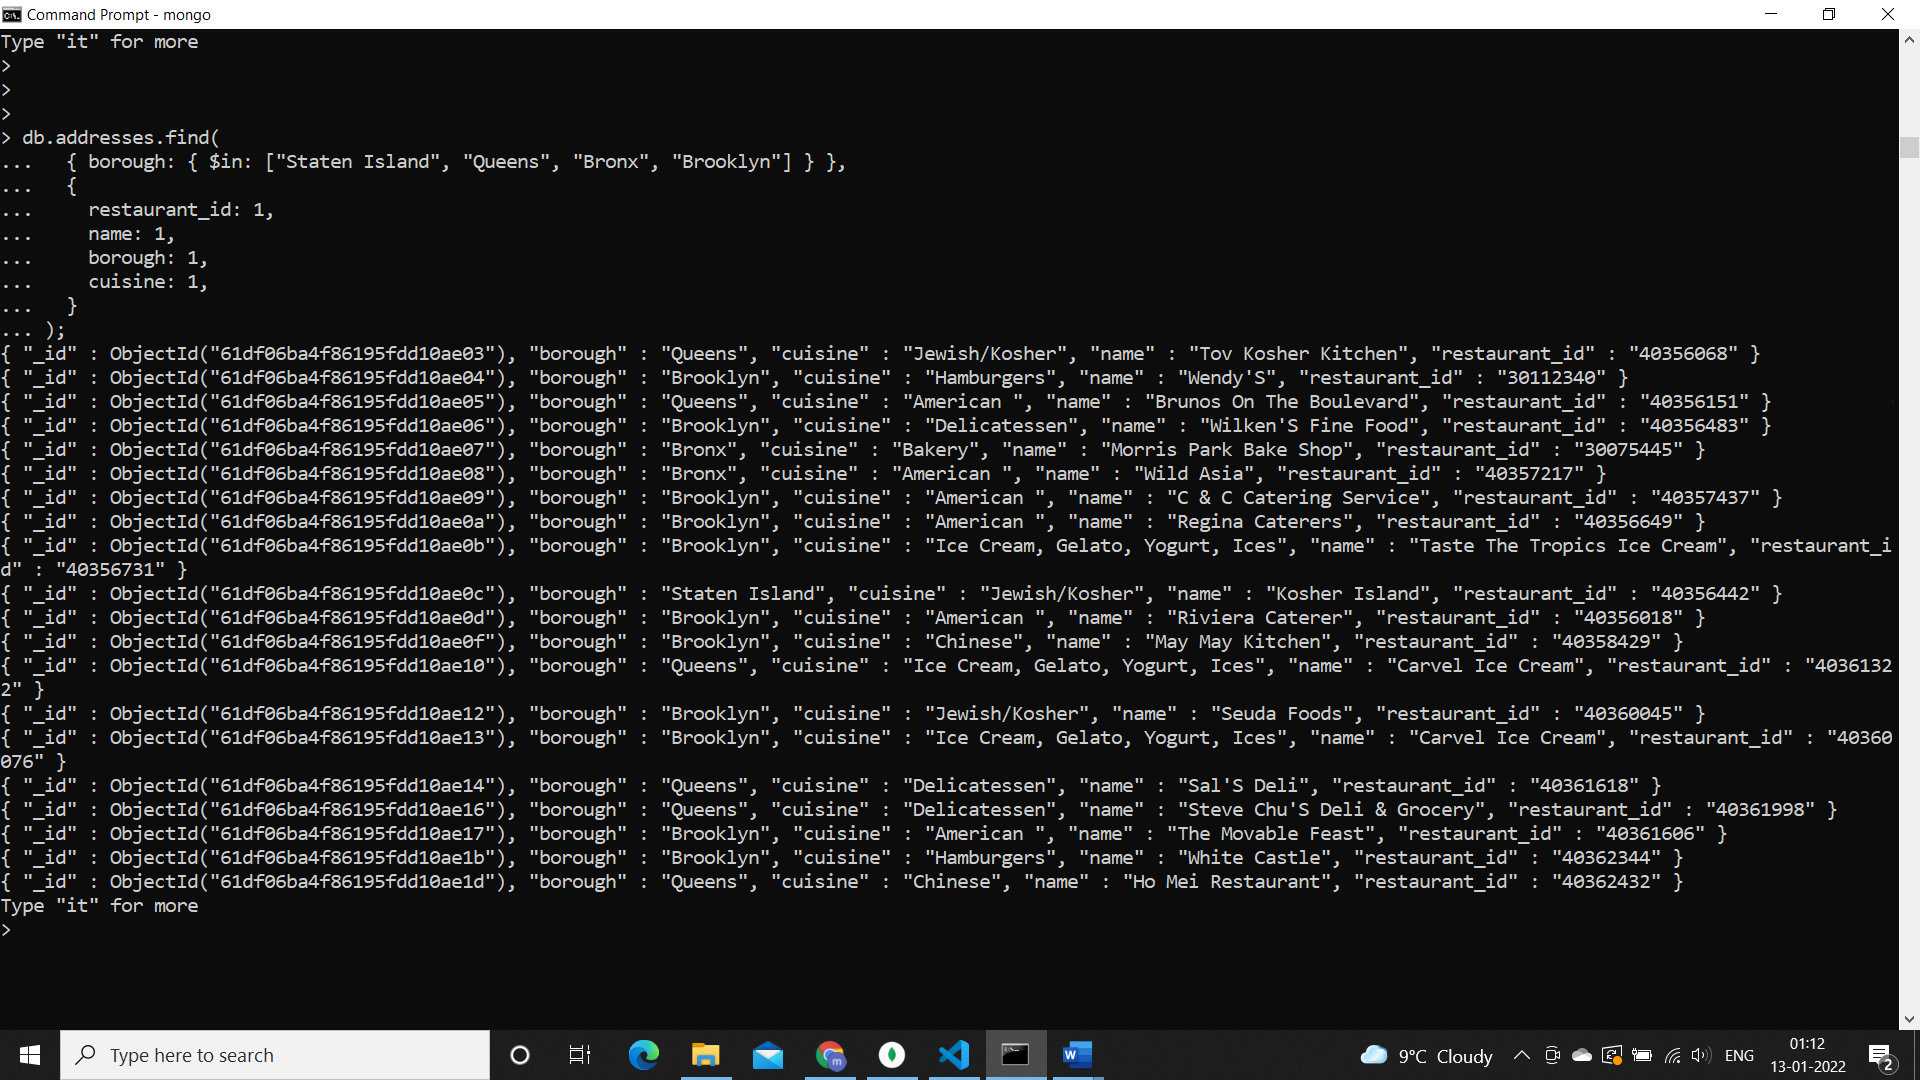 Command Prompt - mongo
Type "it" for more
>
>
>
> db.addresses.find(
...   { borough: { $in: ["Staten Island", "Queens", "Bronx", "Brooklyn"] } },
...   {
...     restaurant_id: 1,
...     name: 1,
...     borough: 1,
...     cuisine: 1,
...   }
... );
{ "_id" : ObjectId("61df06ba4f86195fdd10ae03"), "borough" : "Queens", "cuisine" : "Jewish/Kosher", "name" : "Tov Kosher Kitchen", "restaurant_id" : "40356068" }
{ "_id" : ObjectId("61df06ba4f86195fdd10ae04"), "borough" : "Brooklyn", "cuisine" : "Hamburgers", "name" : "Wendy'S", "restaurant_id" : "30112340" }
{ "_id" : ObjectId("61df06ba4f86195fdd10ae05"), "borough" : "Queens", "cuisine" : "American ", "name" : "Brunos On The Boulevard", "restaurant_id" : "40356151" }
{ "_id" : ObjectId("61df06ba4f86195fdd10ae06"), "borough" : "Brooklyn", "cuisine" : "Delicatessen", "name" : "Wilken'S Fine Food", "restaurant_id" : "40356483" }
{ "_id" : ObjectId("61df06ba4f86195fdd10ae07"), "borough" : "Bronx", "cuisine" : "Bakery", "name" : "Morris Park Bake Shop", "restaurant_id" : "30075445" }
{ "_id" : ObjectId("61df06ba4f86195fdd10ae08"), "borough" : "Bronx", "cuisine" : "American ", "name" : "Wild Asia", "restaurant_id" : "40357217" }
{ "_id" : ObjectId("61df06ba4f86195fdd10ae09"), "borough" : "Brooklyn", "cuisine" : "American ", "name" : "C & C Catering Service", "restaurant_id" : "40357437" }
{ "_id" : ObjectId("61df06ba4f86195fdd10ae0a"), "borough" : "Brooklyn", "cuisine" : "American ", "name" : "Regina Caterers", "restaurant_id" : "40356649" }
{ "_id" : ObjectId("61df06ba4f86195fdd10ae0b"), "borough" : "Brooklyn", "cuisine" : "Ice Cream, Gelato, Yogurt, Ices", "name" : "Taste The Tropics Ice Cream", "restaurant_i
d" : "40356731" }
{ "_id" : ObjectId("61df06ba4f86195fdd10ae0c"), "borough" : "Staten Island", "cuisine" : "Jewish/Kosher", "name" : "Kosher Island", "restaurant_id" : "40356442" }
{ "_id" : ObjectId("61df06ba4f86195fdd10ae0d"), "borough" : "Brooklyn", "cuisine" : "American ", "name" : "Riviera Caterer", "restaurant_id" : "40356018" }
{ "_id" : ObjectId("61df06ba4f86195fdd10ae0f"), "borough" : "Brooklyn", "cuisine" : "Chinese", "name" : "May May Kitchen", "restaurant_id" : "40358429" }
{ "_id" : ObjectId("61df06ba4f86195fdd10ae10"), "borough" : "Queens", "cuisine" : "Ice Cream, Gelato, Yogurt, Ices", "name" : "Carvel Ice Cream", "restaurant_id" : "4036132
2" }
{ "_id" : ObjectId("61df06ba4f86195fdd10ae12"), "borough" : "Brooklyn", "cuisine" : "Jewish/Kosher", "name" : "Seuda Foods", "restaurant_id" : "40360045" }
{ "_id" : ObjectId("61df06ba4f86195fdd10ae13"), "borough" : "Brooklyn", "cuisine" : "Ice Cream, Gelato, Yogurt, Ices", "name" : "Carvel Ice Cream", "restaurant_id" : "40360
076" }
{ "_id" : ObjectId("61df06ba4f86195fdd10ae14"), "borough" : "Queens", "cuisine" : "Delicatessen", "name" : "Sal'S Deli", "restaurant_id" : "40361618" }
{ "_id" : ObjectId("61df06ba4f86195fdd10ae16"), "borough" : "Queens", "cuisine" : "Delicatessen", "name" : "Steve Chu'S Deli & Grocery", "restaurant_id" : "40361998" }
{ "_id" : ObjectId("61df06ba4f86195fdd10ae17"), "borough" : "Brooklyn", "cuisine" : "American ", "name" : "The Movable Feast", "restaurant_id" : "40361606" }
{ "_id" : ObjectId("61df06ba4f86195fdd10ae1b"), "borough" : "Brooklyn", "cuisine" : "Hamburgers", "name" : "White Castle", "restaurant_id" : "40362344" }
{ "_id" : ObjectId("61df06ba4f86195fdd10ae1d"), "borough" : "Queens", "cuisine" : "Chinese", "name" : "Ho Mei Restaurant", "restaurant_id" : "40362432" }
Type "it" for more
>
Type here to search
9°C Cloudy
ENG
01:12
13-01-2022
2